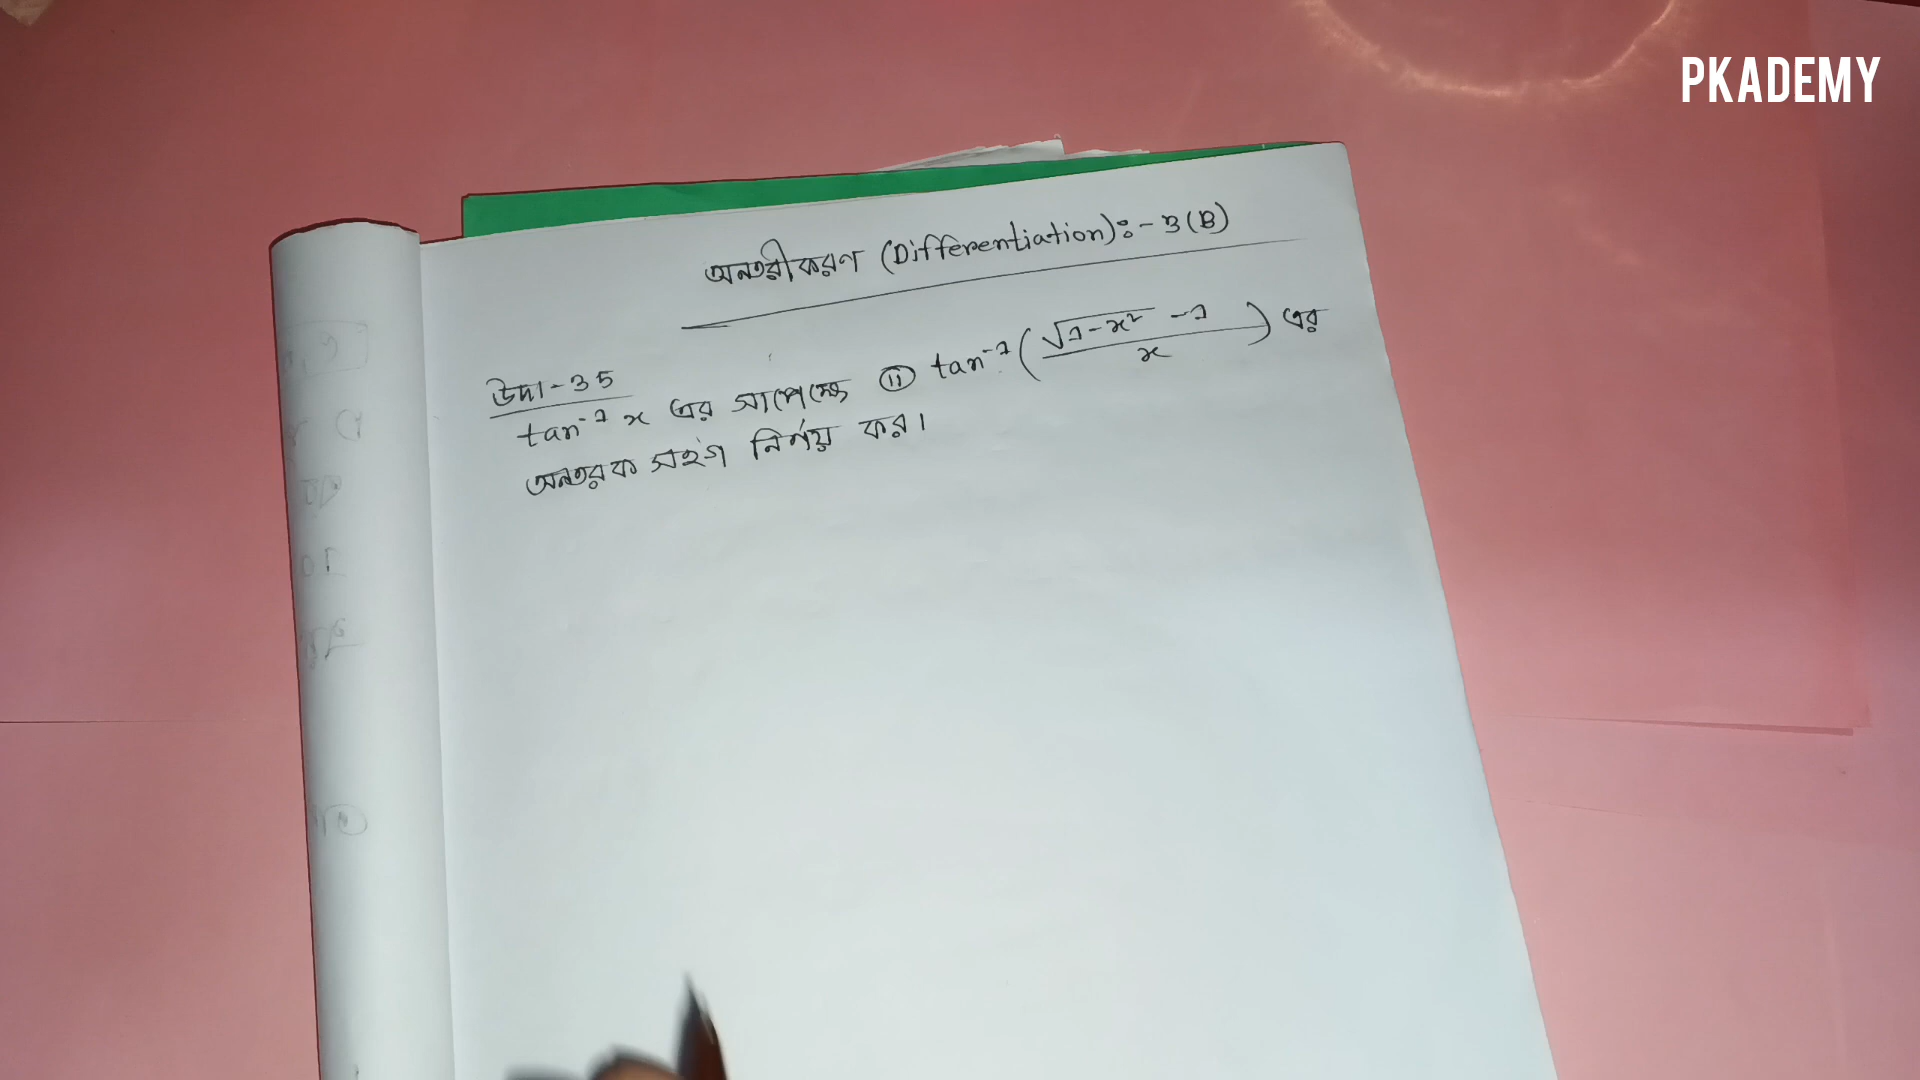 PKADEMY
অন্তরীকরণ (Differentiation):- 3(B)
উদা-35
tan⁻¹ x এর সাপেক্ষে (ii) tan⁻¹ (√1-x² -1 / x) এর
অন্তরক সহগ নির্ণয় কর।